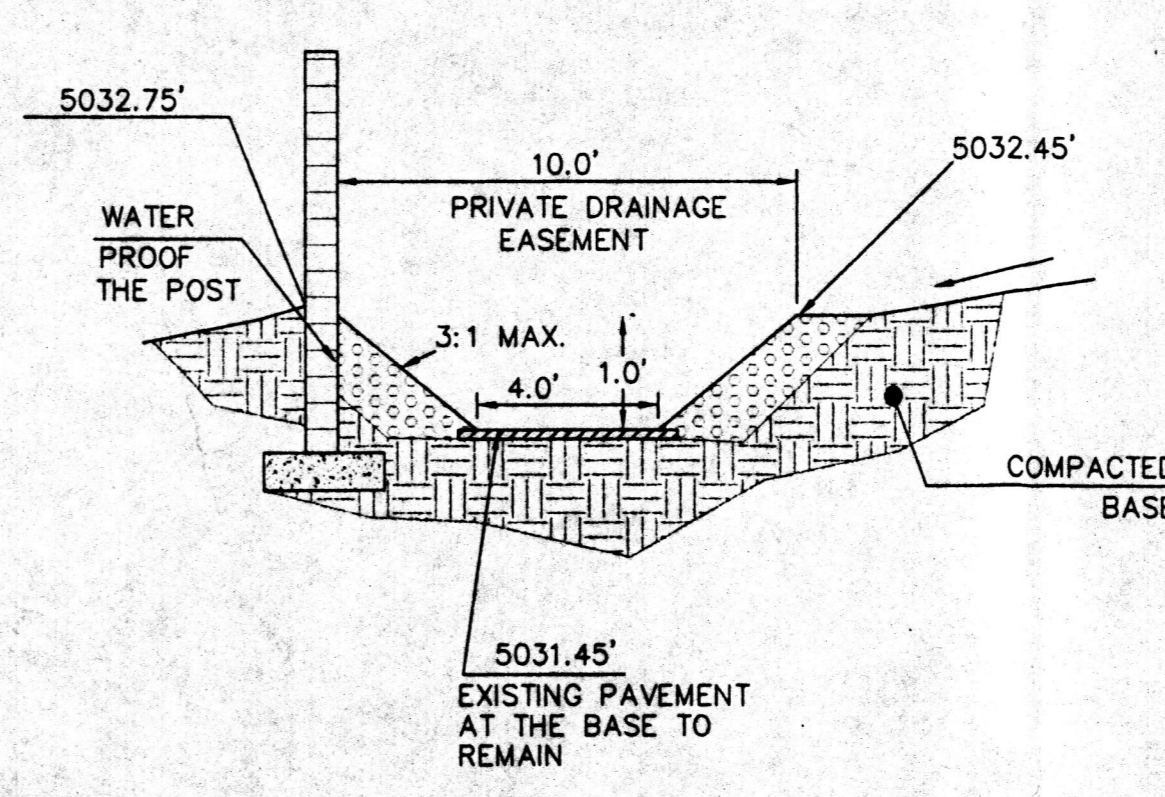 5032.75'
10.0'
5032.45'
PRIVATE DRAINAGE
EASEMENT
WATER
PROOF
THE POST
3:1 MAX.
4.0'
1.0'
COMPACTED
BASE
5031.45'
EXISTING PAVEMENT
AT THE BASE TO
REMAIN